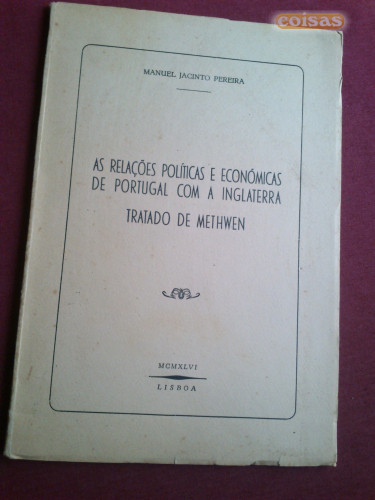 coisas
MANUEL JACINTO PEREIRA
AS RELAÇÕES POLÍTICAS E ECONÓMICAS
DE PORTUGAL COM A INGLATERRA
TRATADO DE METHWEN
MCMXLVI
LISBOA